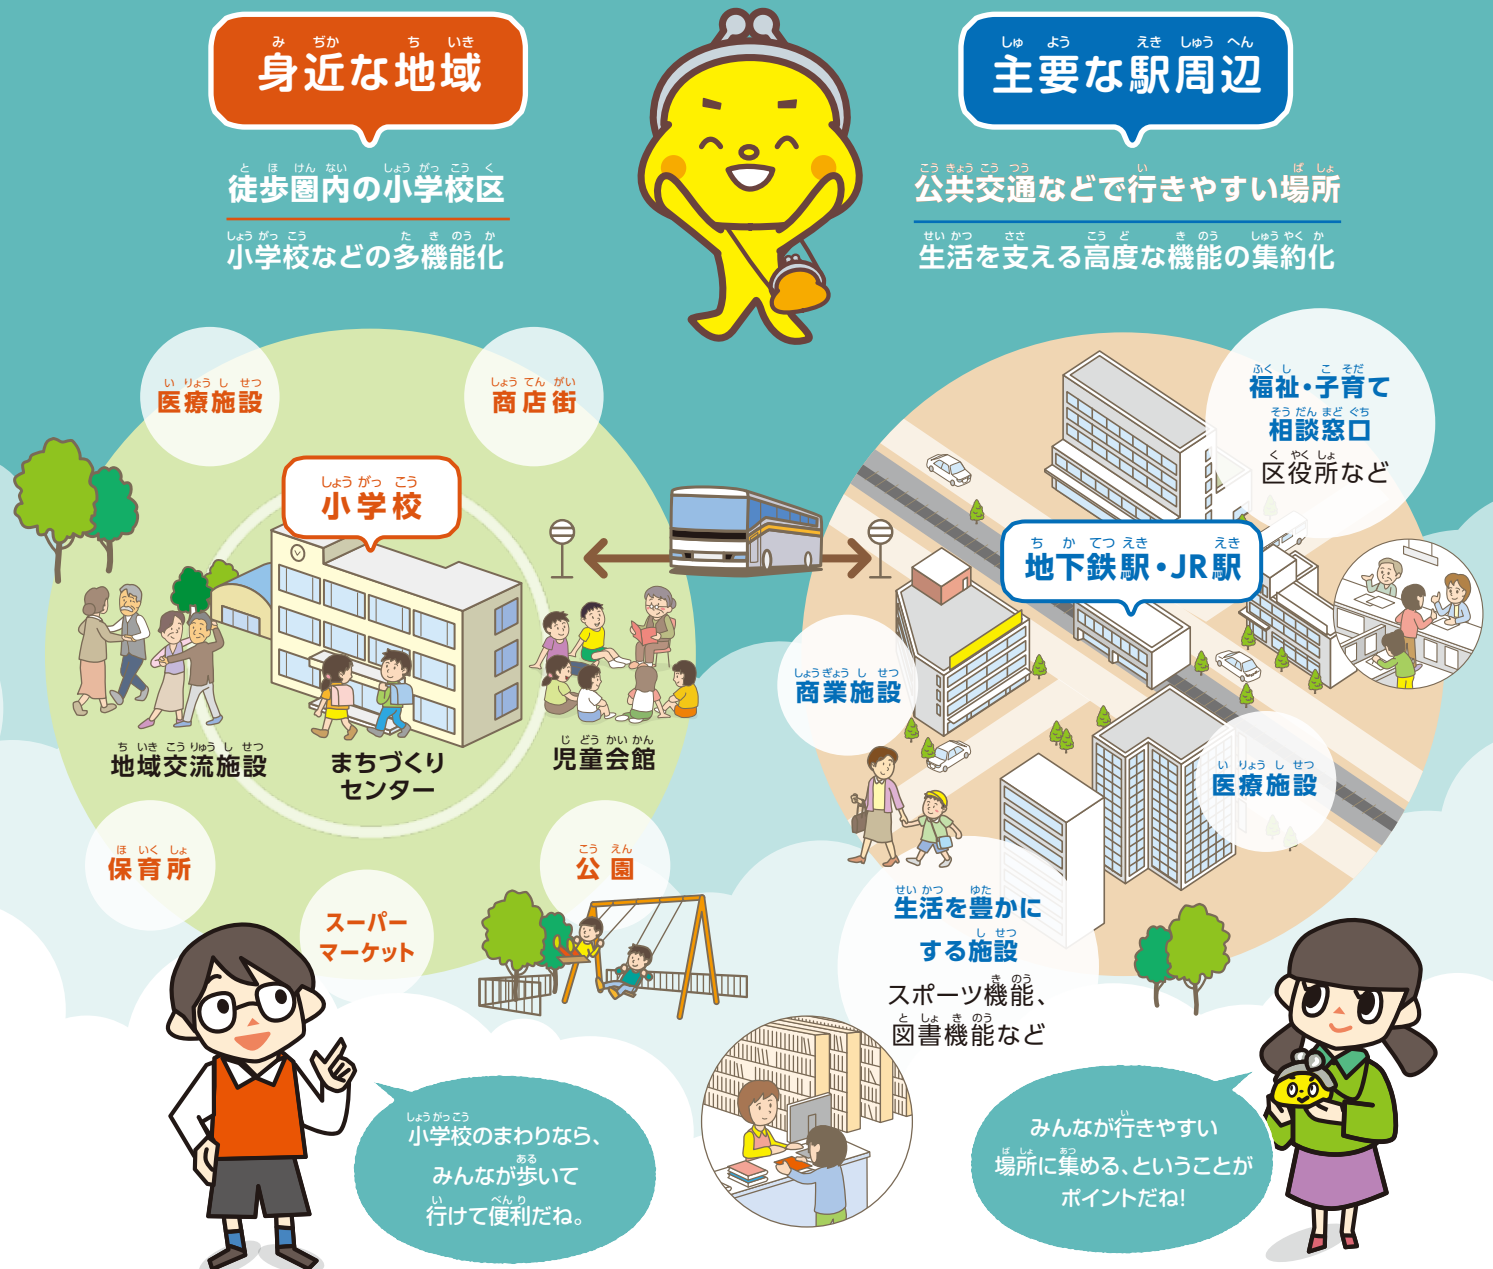 身近な地域
徒歩圏内の小学校区
小学校などの多機能化
主要な駅周辺
公共交通などで行きやすい場所
生活を支える高度な機能の集約化
医療施設
商店街
小学校
地域交流施設
まちづくり
センター
児童会館
保育所
スーパー
マーケット
公園
福祉・子育て
相談窓口
区役所など
地下鉄駅・JR駅
商業施設
医療施設
生活を豊かに
する施設
スポーツ機能、
図書機能など
小学校のまわりなら、
みんなが歩いて
行けて便利だね。
みんなが行きやすい
場所に集める、ということが
ポイントだね!